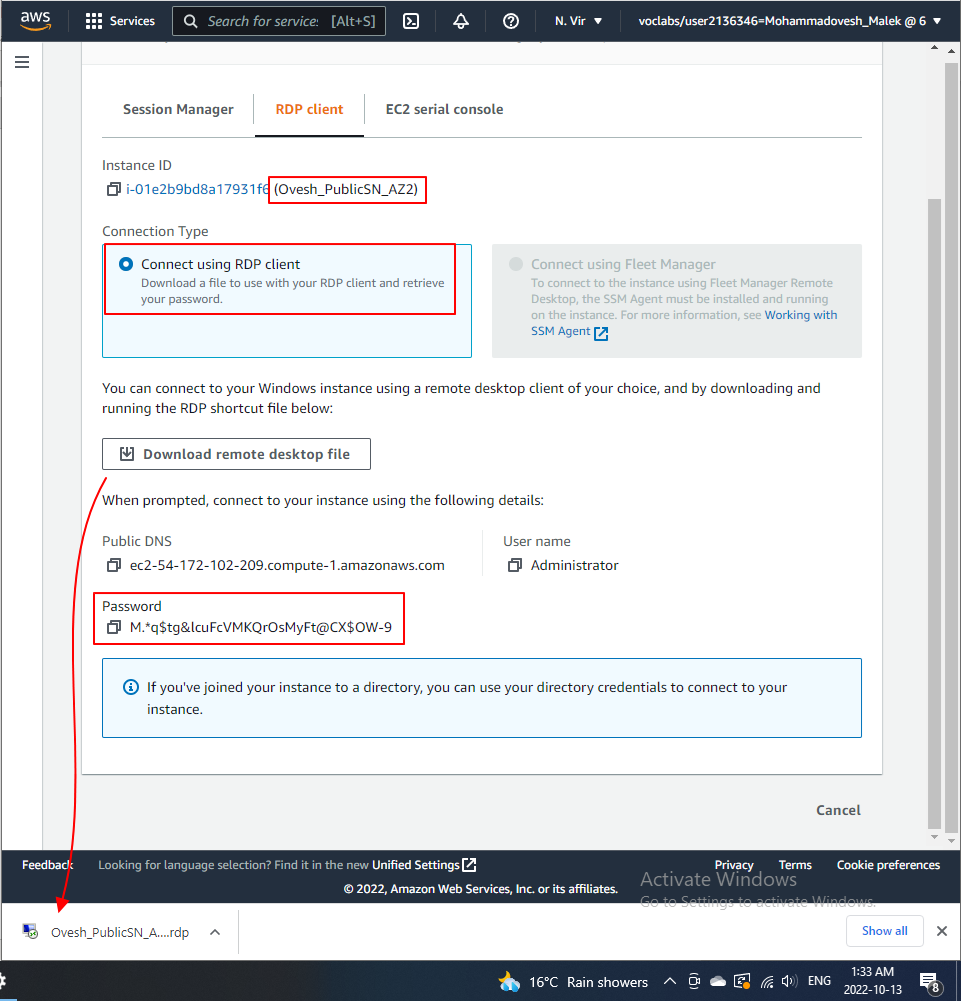 aws
Services
Search for services [Alt+S]
N. Vir
voclabs/user2136346=Mohammadovesh_Malek @ 6
Session Manager
RDP client
EC2 serial console
Instance ID
i-01e2b9bd8a17931f6 (Ovesh_PublicSN_AZ2)
Connection Type
Connect using RDP client
Download a file to use with your RDP client and retrieve
your password.
Connect using Fleet Manager
To connect to the instance using Fleet Manager Remote
Desktop, the SSM Agent must be installed and running
on the instance. For more information, see Working with
SSM Agent
You can connect to your Windows instance using a remote desktop client of your choice, and by downloading and
running the RDP shortcut file below:
Download remote desktop file
When prompted, connect to your instance using the following details:
Public DNS
ec2-54-172-102-209.compute-1.amazonaws.com
User name
Administrator
Password
M.*q$tg&lcuFcVMKQrOsMyFt@CX$OW-9
If you've joined your instance to a directory, you can use your directory credentials to connect to your
instance.
Cancel
Feedback
Looking for language selection? Find it in the new Unified Settings
Privacy
Terms
Cookie preferences
© 2022, Amazon Web Services, Inc. or its affiliates.
Activate Windows
Go to Settings to activate Windows.
Ovesh_PublicSN_A....rdp
Show all
16°C Rain showers
ENG
1:33 AM
2022-10-13
8